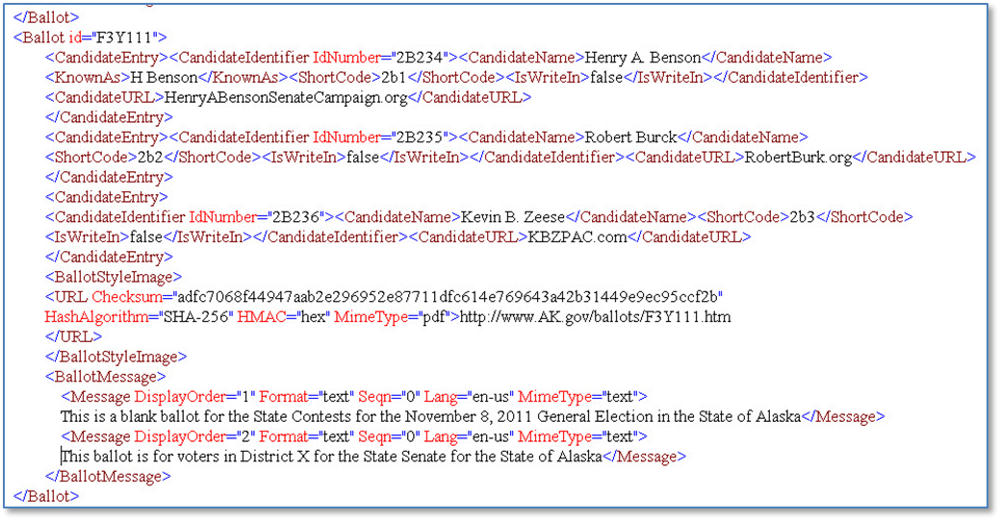 </Ballot>
<Ballot id="F3Y111">
<CandidateEntry><CandidateIdentifier IdNumber="2B234"><CandidateName>Henry A. Benson</CandidateName>
<KnownAs>H Benson</KnownAs><ShortCode>2b1</ShortCode><IsWriteIn>false</IsWriteIn></CandidateIdentifier>
<CandidateURL>HenryABensonSenateCampaign.org</CandidateURL>
</CandidateEntry>
<CandidateEntry><CandidateIdentifier IdNumber="2B235"><CandidateName>Robert Burck</CandidateName>
<ShortCode>2b2</ShortCode><IsWriteIn>false</IsWriteIn></CandidateIdentifier><CandidateURL>RobertBurk.org</CandidateURL>
</CandidateEntry>
<CandidateEntry>
<CandidateIdentifier IdNumber="2B236"><CandidateName>Kevin B. Zeese</CandidateName><ShortCode>2b3</ShortCode>
<IsWriteIn>false</IsWriteIn></CandidateIdentifier><CandidateURL>KBZPAC.com</CandidateURL>
</CandidateEntry>
<BallotStyleImage>
<URL Checksum="adfc7068f44947aab2e296952e87711dfc614e769643a42b31449e9ec95ccf2b"
HashAlgorithm="SHA-256" HMAC="hex" MimeType="pdf">http://www.AK.gov/ballots/F3Y111.htm
</URL>
</BallotStyleImage>
<BallotMessage>
<Message DisplayOrder="1" Format="text" Seqn="0" Lang="en-us" MimeType="text">
This is a blank ballot for the State Contests for the November 8, 2011 General Election in the State of Alaska</Message>
<Message DisplayOrder="2" Format="text" Seqn="0" Lang="en-us" MimeType="text">
This ballot is for voters in District X for the State Senate for the State of Alaska</Message>
</BallotMessage>
</Ballot>